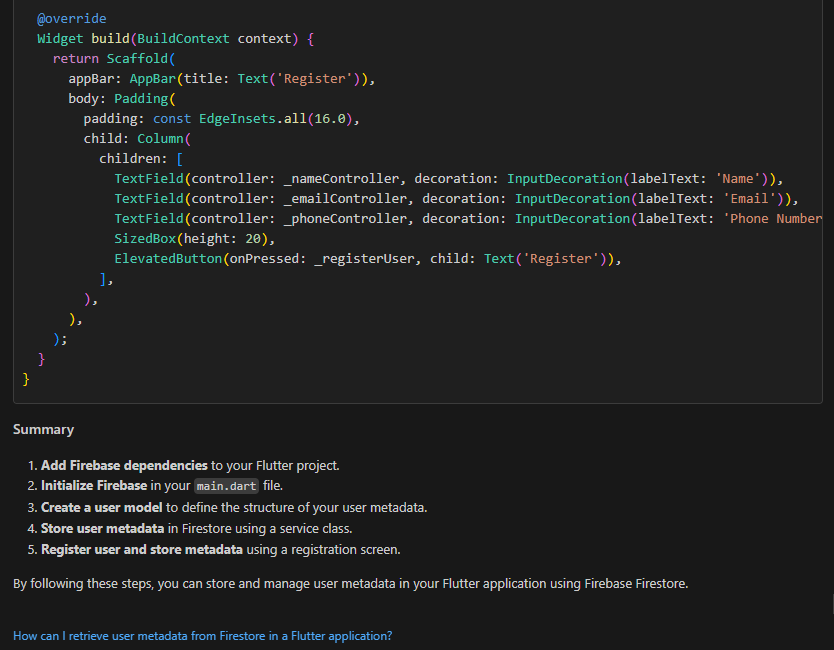 @override
Widget build(BuildContext context) {
return Scaffold(
appBar: AppBar(title: Text('Register')),
body: Padding(
padding: const EdgeInsets.all(16.0),
child: Column(
children: [
TextField(controller: _nameController, decoration: InputDecoration(labelText: 'Name')),
TextField(controller: _emailController, decoration: InputDecoration(labelText: 'Email')),
TextField(controller: _phoneController, decoration: InputDecoration(labelText: 'Phone Number
SizedBox(height: 20),
ElevatedButton(onPressed: _registerUser, child: Text('Register')),
],
),
),
);
}
}
Summary
1. Add Firebase dependencies to your Flutter project.
2. Initialize Firebase in your main.dart file.
3. Create a user model to define the structure of your user metadata.
4. Store user metadata in Firestore using a service class.
5. Register user and store metadata using a registration screen.
By following these steps, you can store and manage user metadata in your Flutter application using Firebase Firestore.
How can I retrieve user metadata from Firestore in a Flutter application?